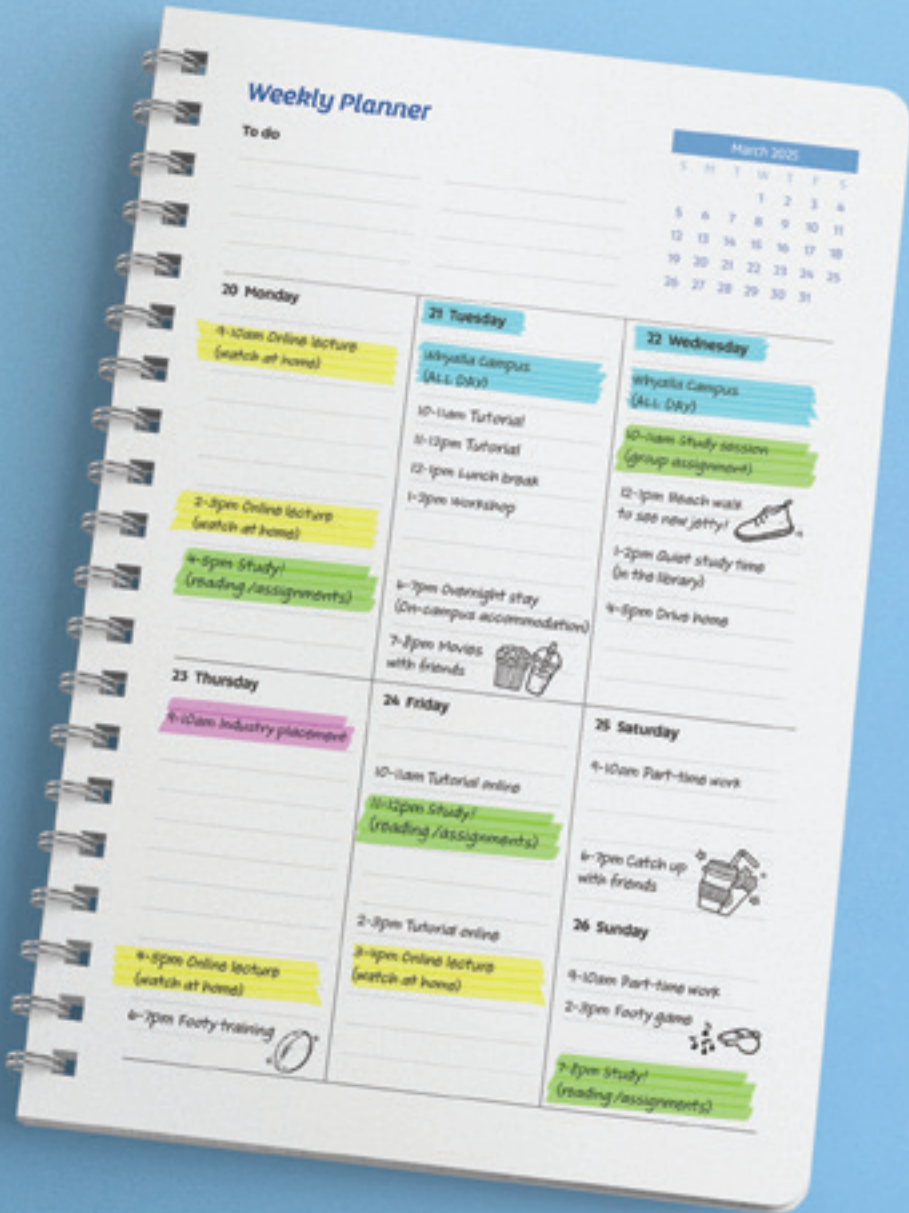 Weekly Planner
To do
March 2025
S M T W T F S
1 2 3 4
5 6 7 8 9 10 11
12 13 14 15 16 17 18
19 20 21 22 23 24 25
26 27 28 29 30 31
20 Monday
9-10am Online lecture
(watch at home)
2-3pm Online lecture
(watch at home)
4-5pm Study!
(reading/assignments)
21 Tuesday
Whyalla Campus
(ALL DAY)
10-11am Tutorial
11-12pm Tutorial
12-1pm Lunch break
1-2pm Workshop
6-7pm Overnight stay
(On-campus accommodation)
7-8pm Movies
with friends
22 Wednesday
Whyalla Campus
(ALL DAY)
10-11am Study session
(group assignment)
12-1pm Beach walk
to see new jetty!
1-2pm Quiet study time
(in the library)
4-5pm Drive home
23 Thursday
9-10am Industry placement
4-5pm Online lecture
(watch at home)
6-7pm Footy training
24 Friday
10-11am Tutorial online
11-12pm Study!
(reading/assignments)
2-3pm Tutorial online
3-4pm Online lecture
(watch at home)
25 Saturday
9-10am Part-time work
6-7pm Catch up
with friends
26 Sunday
9-10am Part-time work
2-3pm Footy game
7-8pm Study!
(reading/assignments)